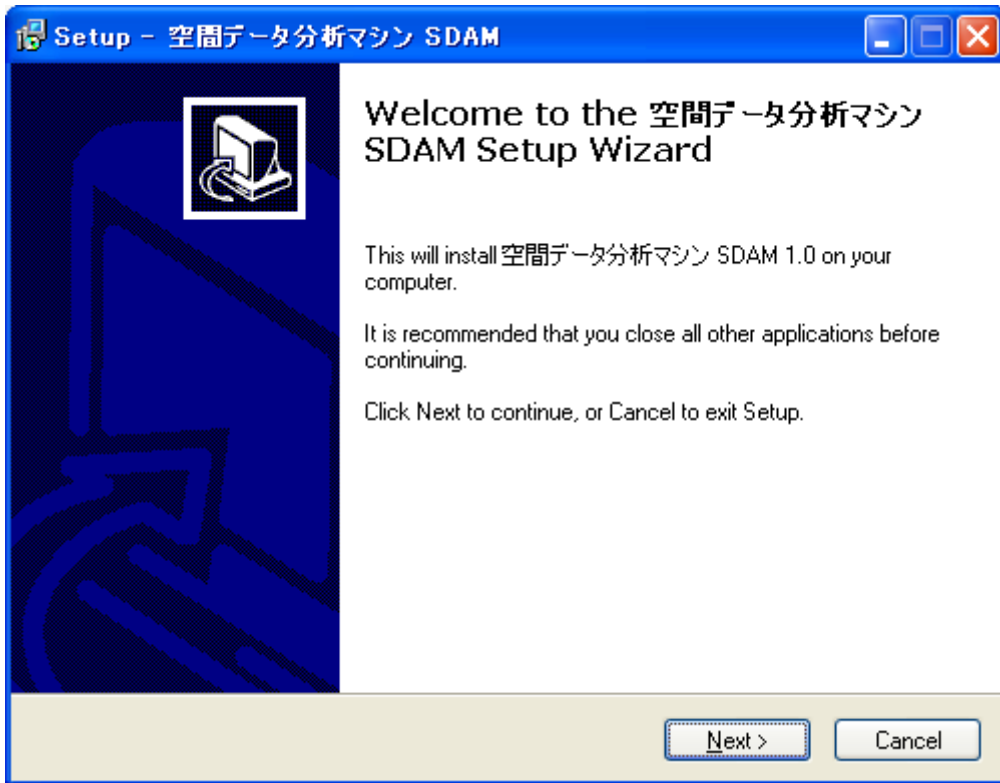 Setup - 空間データ分析マシン SDAM
Welcome to the 空間データ分析マシン
SDAM Setup Wizard
This will install 空間データ分析マシン SDAM 1.0 on your
computer.
It is recommended that you close all other applications before
continuing.
Click Next to continue, or Cancel to exit Setup.
Next >
Cancel